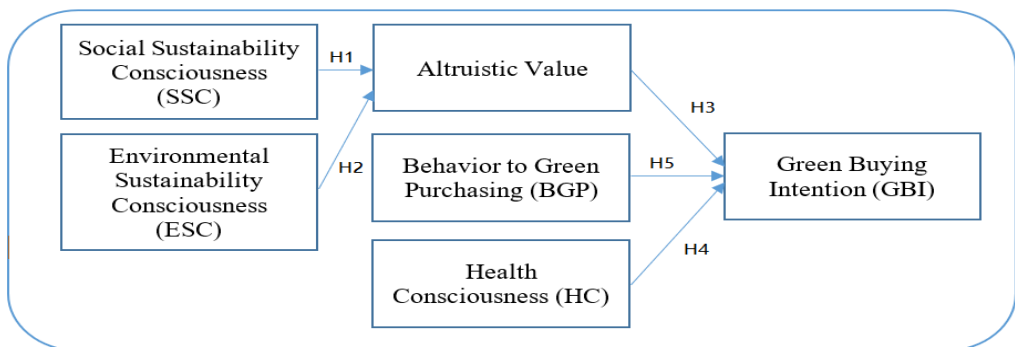 Social Sustainability
Consciousness
(SSC)
H1
Altruistic Value
H3
Environmental
Sustainability
Consciousness
(ESC)
H2
Behavior to Green
Purchasing (BGP)
H5
Green Buying
Intention (GBI)
H4
Health
Consciousness (HC)